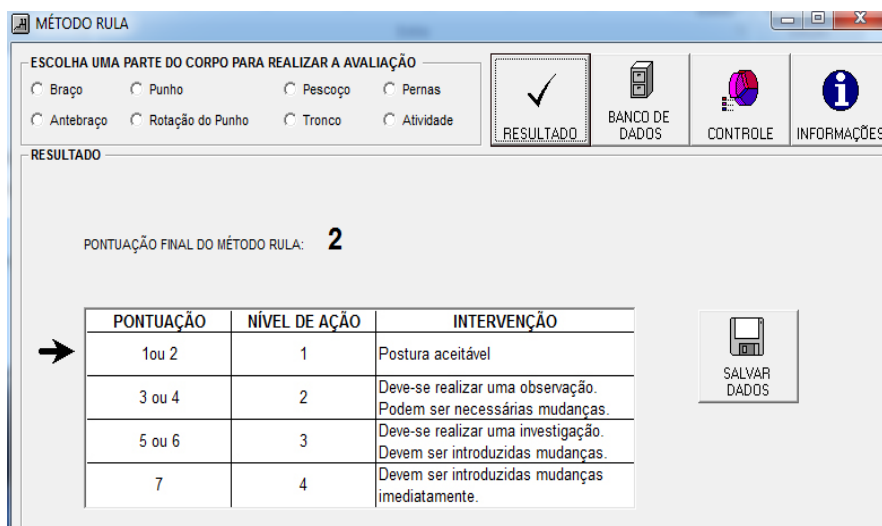 MÉTODO RULA
ESCOLHA UMA PARTE DO CORPO PARA REALIZAR A AVALIAÇÃO
Braço Punho Pescoço Pernas
Antebraço Rotação do Punho Tronco Atividade
RESULTADO
BANCO DE
DADOS
CONTROLE
INFORMAÇÕES
RESULTADO
PONTUAÇÃO FINAL DO MÉTODO RULA: 2
PONTUAÇÃO NÍVEL DE AÇÃO INTERVENÇÃO
1ou 2 1 Postura aceitável
3 ou 4 2 Deve-se realizar uma observação.
Podem ser necessárias mudanças.
5 ou 6 3 Deve-se realizar uma investigação.
Devem ser introduzidas mudanças.
7 4 Devem ser introduzidas mudanças
imediatamente.
SALVAR
DADOS